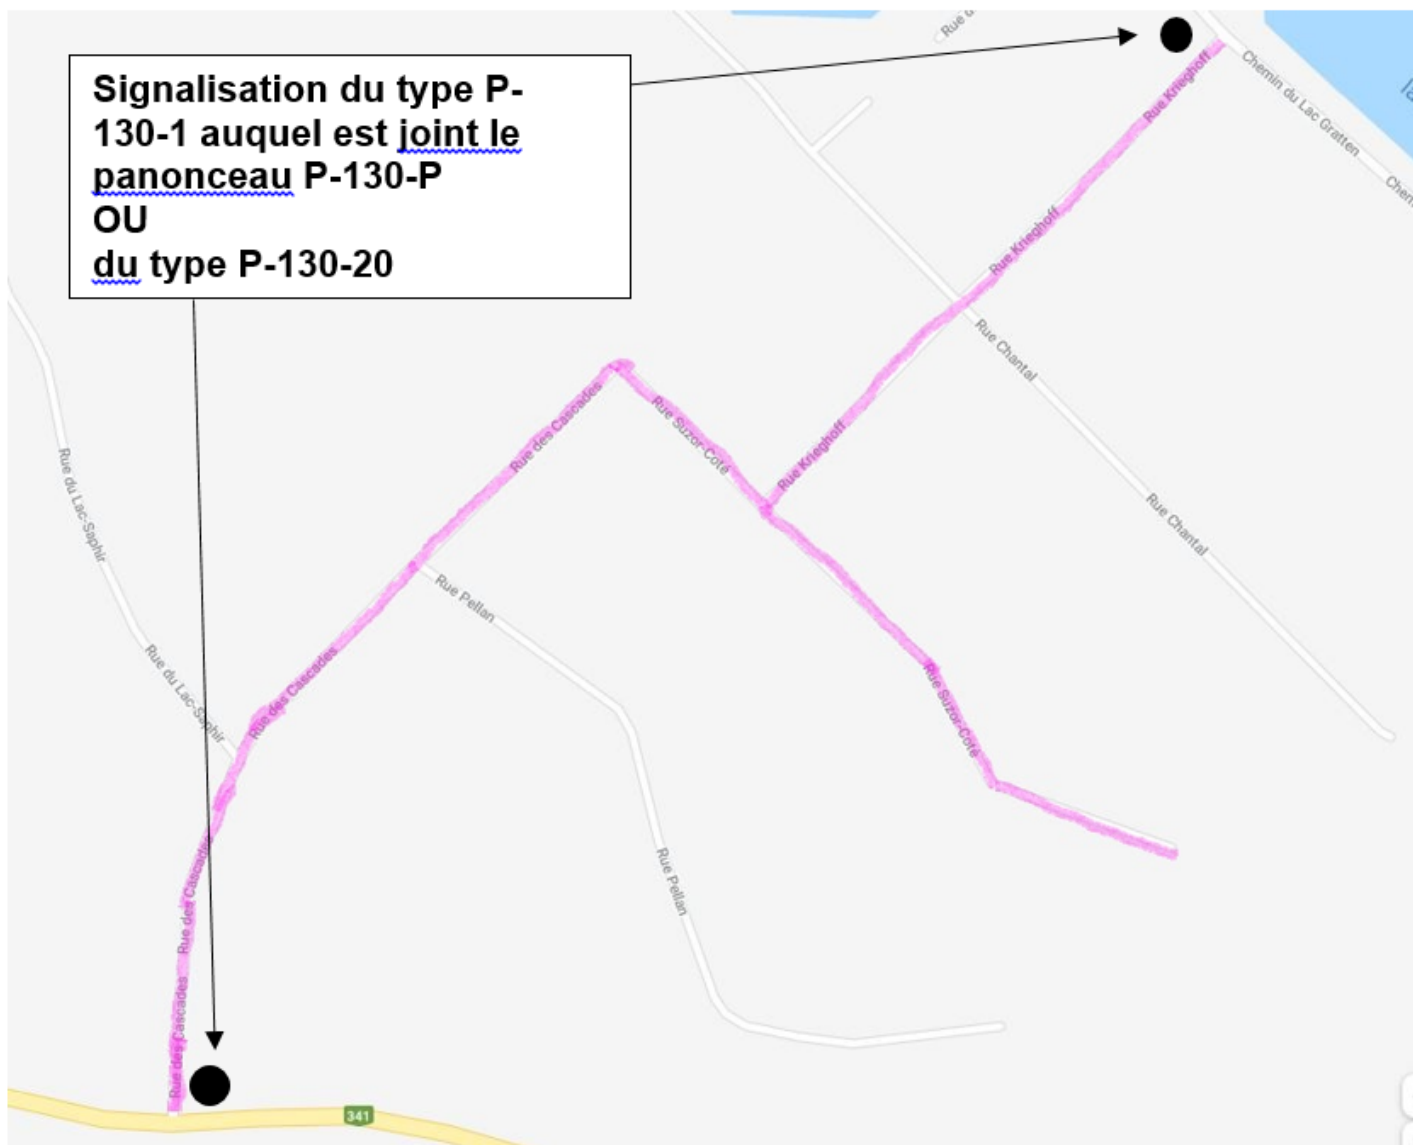 Signalisation du type P-
130-1 auquel est joint le
panonceau P-130-P
OU
du type P-130-20
Rue Krieghoff
Chemin du Lac Gratten
Rue Krieghoff
Rue Chantal
Rue Krieghoff
Rue des Cascades
Rue Suzor-Coté
Rue du Lac-Saphir
Rue Chantal
Rue Pellan
Rue du Lac-Saphir
Rue des Cascades
Rue Suzor-Coté
Rue Pellan
Rue des Cascades
Rue des Cascades
341